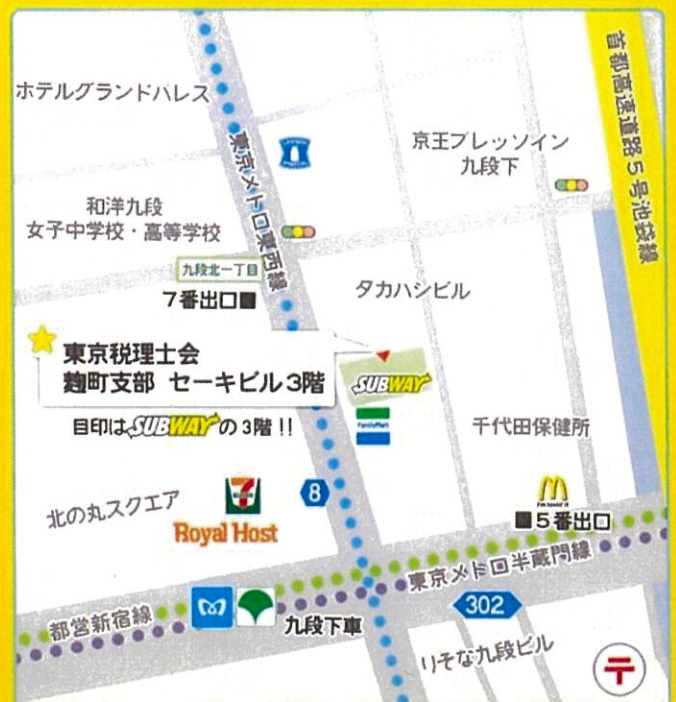 ホテルグランドパレス
首都高速道路5号池袋線
東京メトロ東西線
京王プレッソイン
九段下
和洋九段
女子中学校・高等学校
九段北一丁目
7番出口■
タカハシビル
東京税理士会
麹町支部 セーキビル3階
SUBWAY
目印はSUBWAYの3階!!
FamilyMart
千代田保健所
北の丸スクエア
7
ELEVEN
Royal Host
8
■5番出口
東京メトロ半蔵門線
都営新宿線
九段下車
302
りそな九段ビル
〒